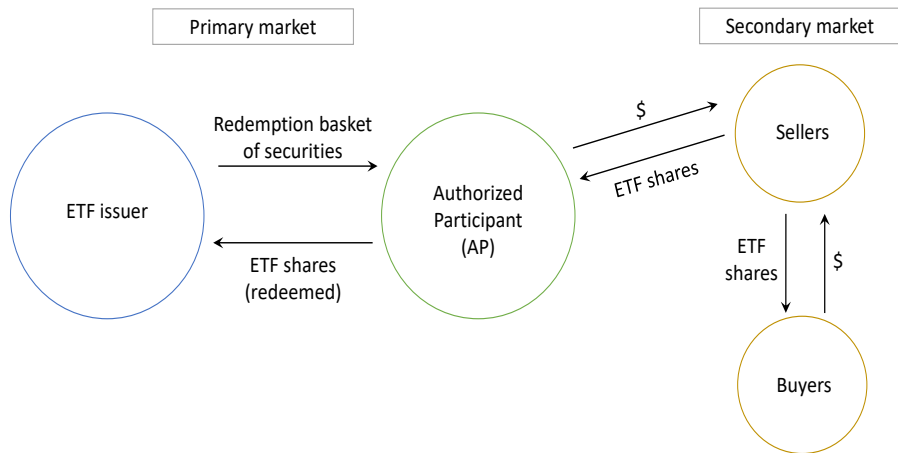 Primary market
Secondary market
Redemption basket
of securities
$
Sellers
ETF shares
ETF issuer
Authorized
Participant
(AP)
ETF shares
(redeemed)
ETF
shares
$
Buyers